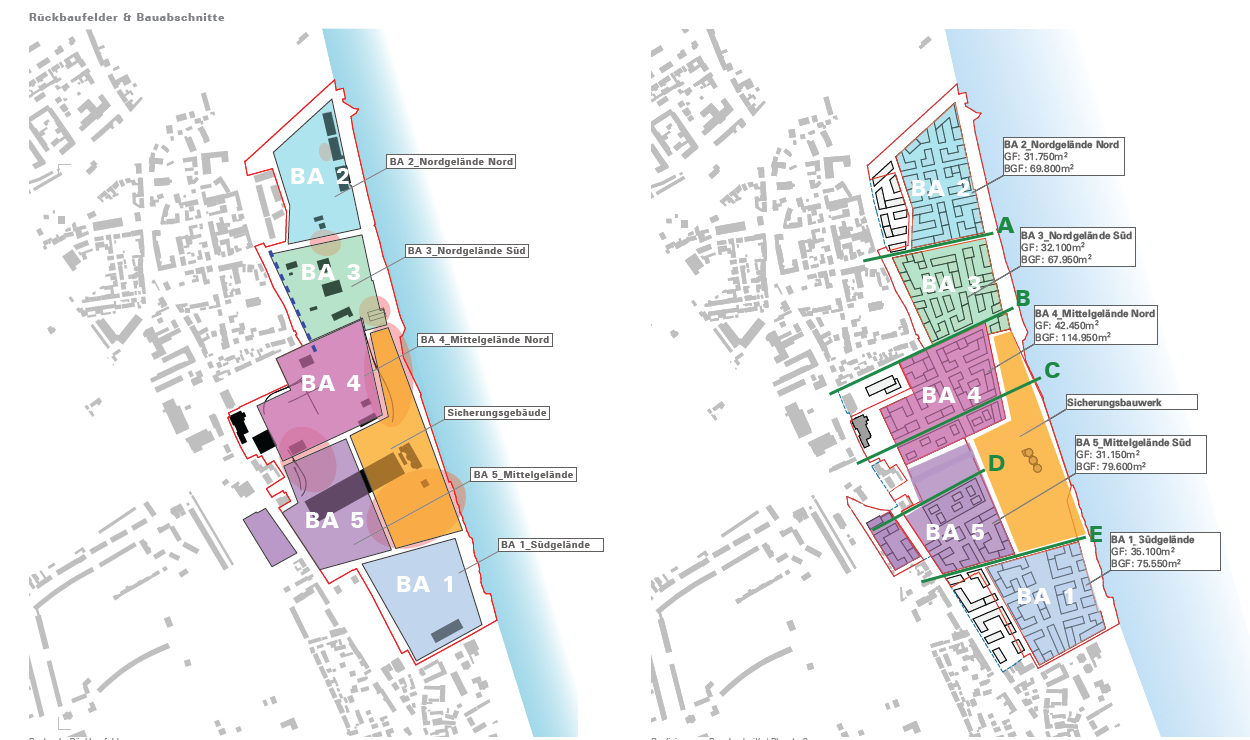 Rückbaufelder & Bauabschnitte
BA 2
BA 2_Nordgelände Nord
BA 3
BA 3_Nordgelände Süd
BA 4
BA 4_Mittelgelände Nord
Sicherungsgebäude
BA 5
BA 5_Mittelgelände
BA 1
BA 1_Südgelände
BA 2
BA 2_Nordgelände Nord
GF: 31.750m²
BGF: 69.800m²
A
BA 3
BA 3_Nordgelände Süd
GF: 32.100m²
BGF: 67.950m²
B
BA 4
BA 4_Mittelgelände Nord
GF: 42.450m²
BGF: 114.950m²
C
Sicherungsbauwerk
BA 5
BA 5_Mittelgelände Süd
GF: 31.150m²
BGF: 79.600m²
D
E
BA 1
BA 1_Südgelände
GF: 35.100m²
BGF: 75.550m²